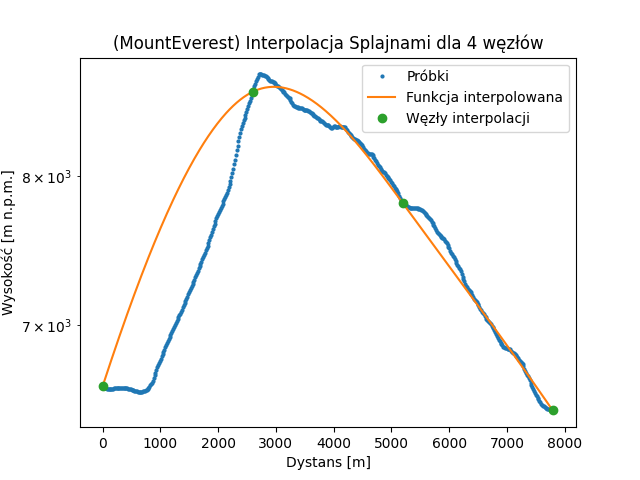 (MountEverest) Interpolacja Splajnami dla 4 węzłów
Próbki
Funkcja interpolowana
Węzły interpolacji
Wysokość [m n.p.m.]
8 × 10³
7 × 10³
0 1000 2000 3000 4000 5000 6000 7000 8000
Dystans [m]